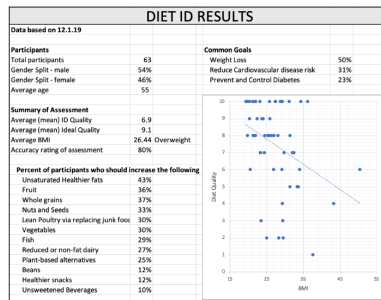 DIET ID RESULTS
Data based on 12.1.19
Participants
Total participants 63
Gender Split - male 54%
Gender Split - female 46%
Average age 55
Common Goals
Weight Loss 50%
Reduce Cardiovascular disease risk 31%
Prevent and Control Diabetes 23%
Summary of Assessment
Average (mean) ID Quality 6.9
Average (mean) Ideal Quality 9.1
Average BMI 26.44 Overweight
Accuracy rating of assessment 80%
Percent of participants who should increase the following
Unsaturated Healthier fats 43%
Fruit 36%
Whole grains 37%
Nuts and Seeds 33%
Lean Poultry via replacing junk food 30%
Vegetables 30%
Fish 29%
Reduced or non-fat dairy 27%
Plant-based alternatives 25%
Beans 12%
Healthier snacks 12%
Unsweetened Beverages 10%
Diet Quality
10
9
8
7
6
5
4
3
2
1
0
15 25 35 45 55
BMI